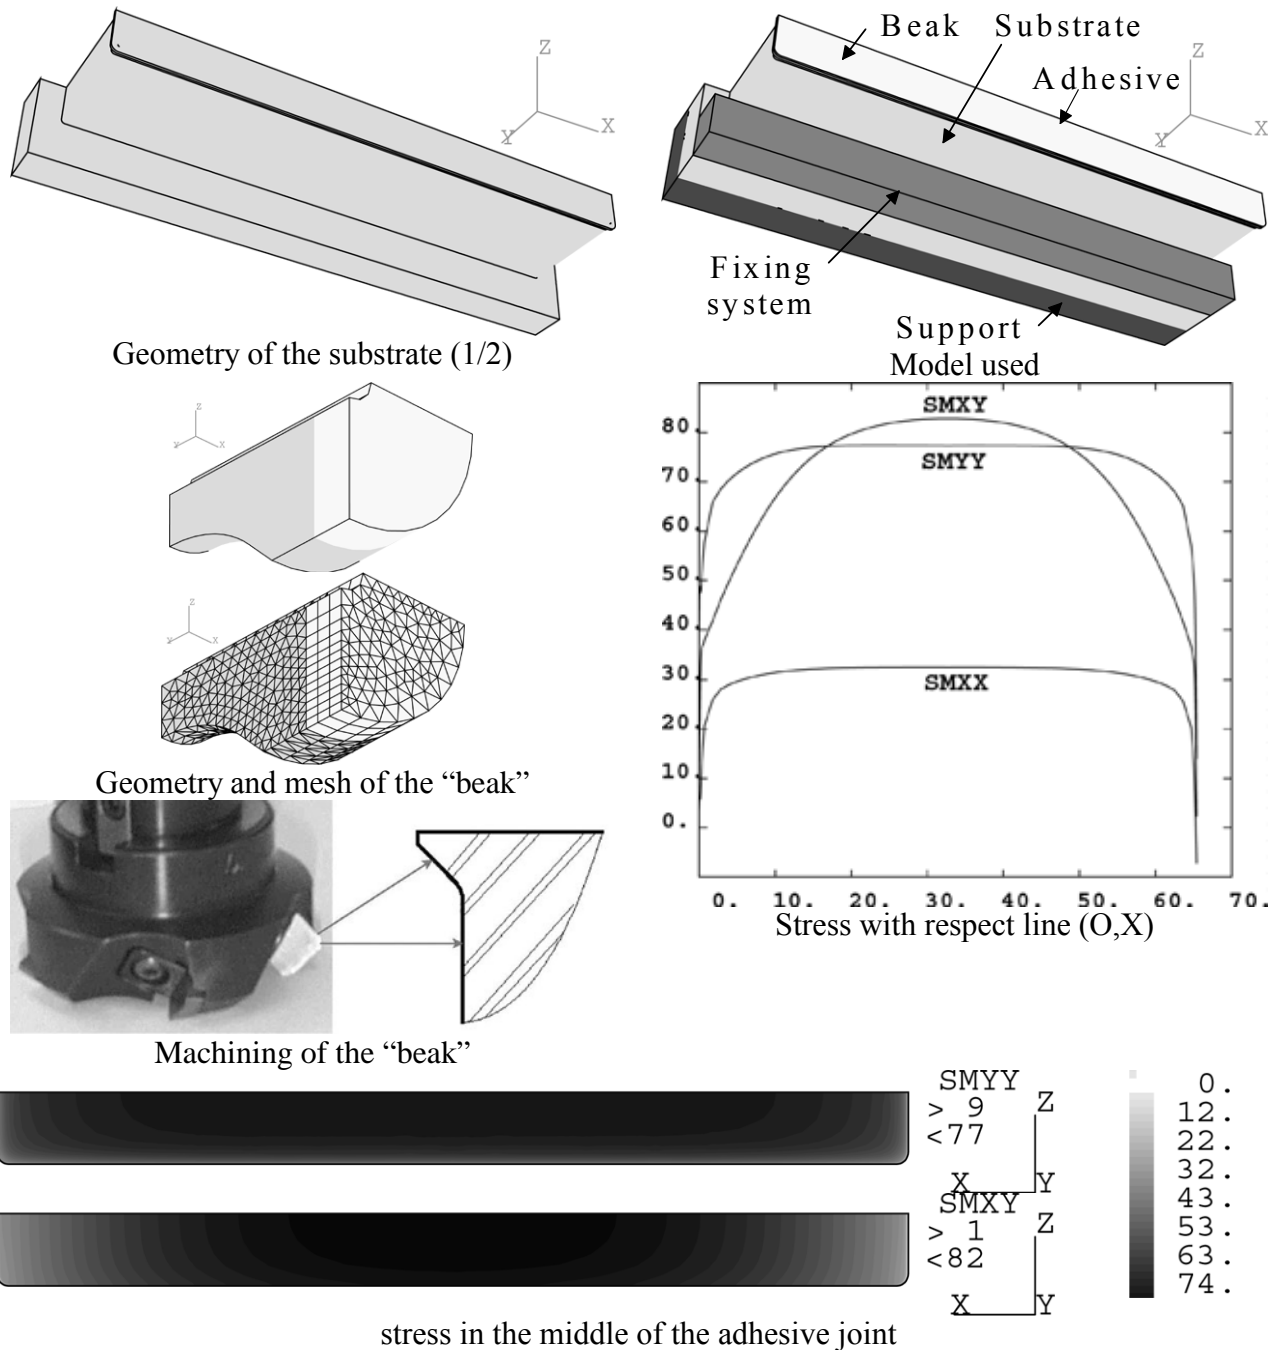 Z
X
Y
Geometry of the substrate (1/2)
Beak Substrate
Adhesive
Z
X
Y
Fixing
system
Support
Model used
z
x
Y
z
x
Y
Geometry and mesh of the “beak”
SMXY
SMYY
SMXX
80.
70.
60.
50.
40.
30.
20.
10.
0.
0. 10. 20. 30. 40. 50. 60. 70.
Stress with respect line (O,X)
Machining of the “beak”
SMYY
> 9
<77
Z
X Y
SMXY
> 1
<82
Z
X Y
0.
12.
22.
32.
43.
53.
63.
74.
stress in the middle of the adhesive joint